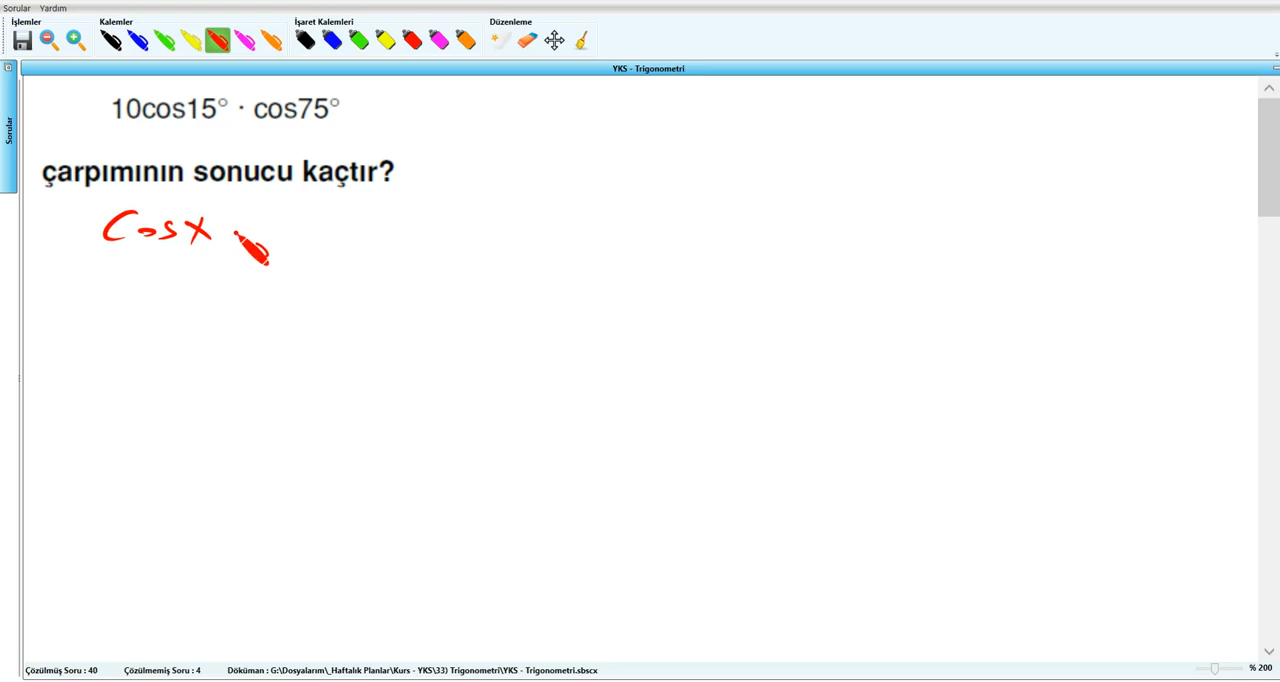 Sorular Yardım
İşlemler Kalemler İşaret Kalemleri Düzenleme
YKS - Trigonometri
Sorular
10cos15° · cos75°
çarpımının sonucu kaçtır?
Cosx
Çözülmüş Soru : 40 Çözülmemiş Soru : 4 Döküman : G:\Dosyalarım\_Haftalık Planlar\Kurs - YKS\33) Trigonometri\YKS - Trigonometri.sbscx % 200